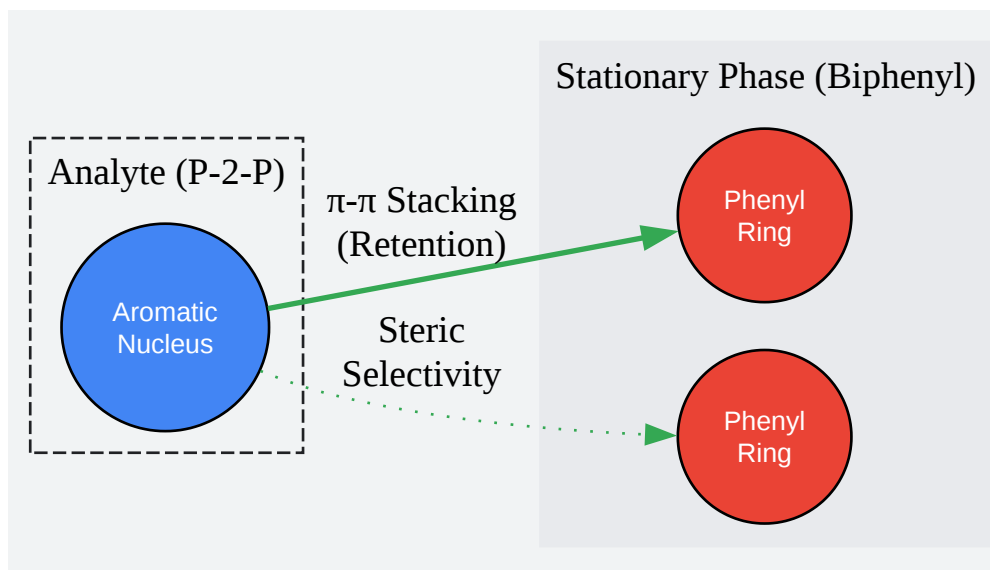 Stationary Phase (Biphenyl)
Analyte (P-2-P)
π-π Stacking
(Retention)
Phenyl
Ring
Aromatic
Nucleus
Steric
Selectivity
Phenyl
Ring